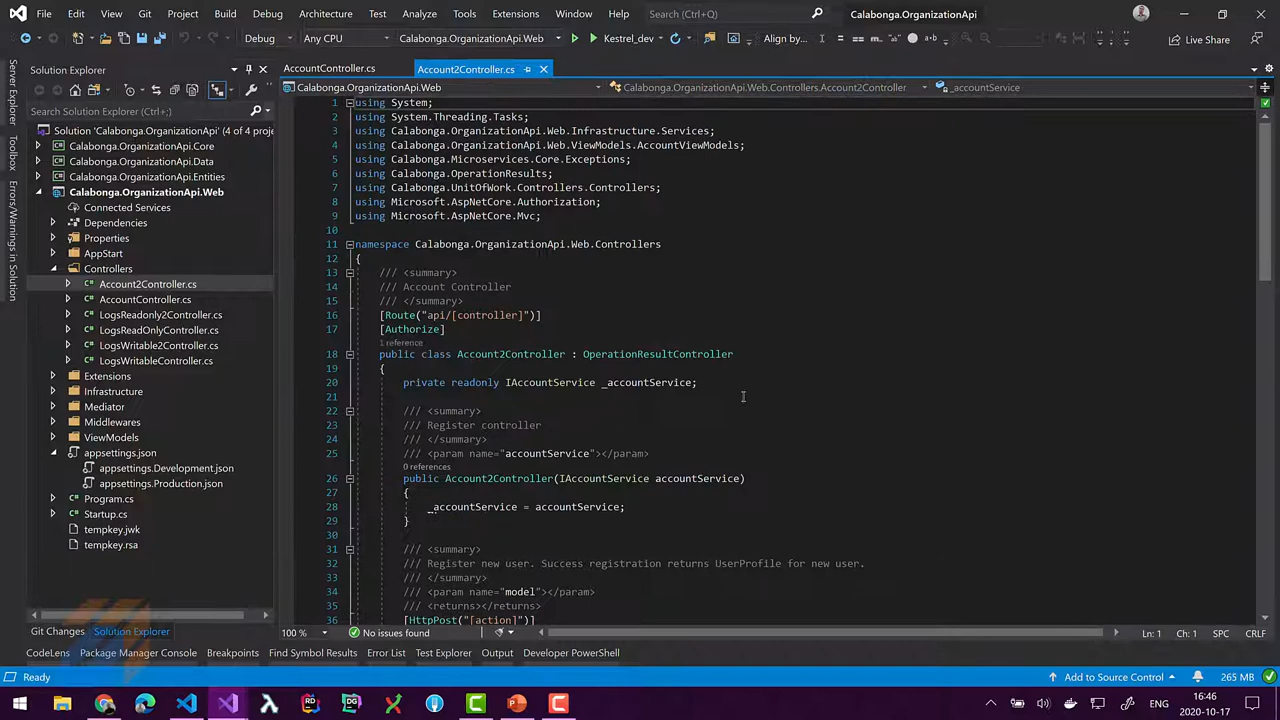 File Edit View Git Project Build Debug Architecture Test Analyze Tools Extensions Window Help Search (Ctrl+Q) Calabonga.OrganizationApi
Debug Any CPU Calabonga.OrganizationApi.Web Kestrel_dev Align by... Live Share
Server Explorer
Toolbox
Errors/Warnings in Solution
Solution Explorer
Search Solution Explorer (Ctrl+;)
Solution 'Calabonga.OrganizationApi' (4 of 4 proje
Calabonga.OrganizationApi.Core
Calabonga.OrganizationApi.Data
Calabonga.OrganizationApi.Entities
Calabonga.OrganizationApi.Web
Connected Services
Dependencies
Properties
AppStart
Controllers
Account2Controller.cs
AccountController.cs
LogsReadonly2Controller.cs
LogsReadOnlyController.cs
LogsWritable2Controller.cs
LogsWritableController.cs
Extensions
Infrastructure
Mediator
Middlewares
ViewModels
appsettings.json
appsettings.Development.json
appsettings.Production.json
Program.cs
Startup.cs
tempkey.jwk
tempkey.rsa
Git Changes Solution Explorer
AccountController.cs Account2Controller.cs
Calabonga.OrganizationApi.Web Calabonga.OrganizationApi.Web.Controllers.Account2Controller _accountService
1 using System;
2 using System.Threading.Tasks;
3 using Calabonga.OrganizationApi.Web.Infrastructure.Services;
4 using Calabonga.OrganizationApi.Web.ViewModels.AccountViewModels;
5 using Calabonga.Microservices.Core.Exceptions;
6 using Calabonga.OperationResults;
7 using Calabonga.UnitOfWork.Controllers.Controllers;
8 using Microsoft.AspNetCore.Authorization;
9 using Microsoft.AspNetCore.Mvc;
10
11 namespace Calabonga.OrganizationApi.Web.Controllers
12 {
13 /// <summary>
14 /// Account Controller
15 /// </summary>
16 [Route("api/[controller]")]
17 [Authorize]
1 reference
18 public class Account2Controller : OperationResultController
19 {
20 private readonly IAccountService _accountService;
21
22 /// <summary>
23 /// Register controller
24 /// </summary>
25 /// <param name="accountService"></param>
0 references
26 public Account2Controller(IAccountService accountService)
27 {
28 _accountService = accountService;
29 }
30
31 /// <summary>
32 /// Register new user. Success registration returns UserProfile for new user.
33 /// </summary>
34 /// <param name="model"></param>
35 /// <returns></returns>
36 [HttpPost("[action]")]
100 % No issues found Ln: 1 Ch: 1 SPC CRLF
CodeLens Package Manager Console Breakpoints Find Symbol Results Error List Test Explorer Output Developer PowerShell
Ready Add to Source Control 265 MB
ENG 16:46
2020-10-17